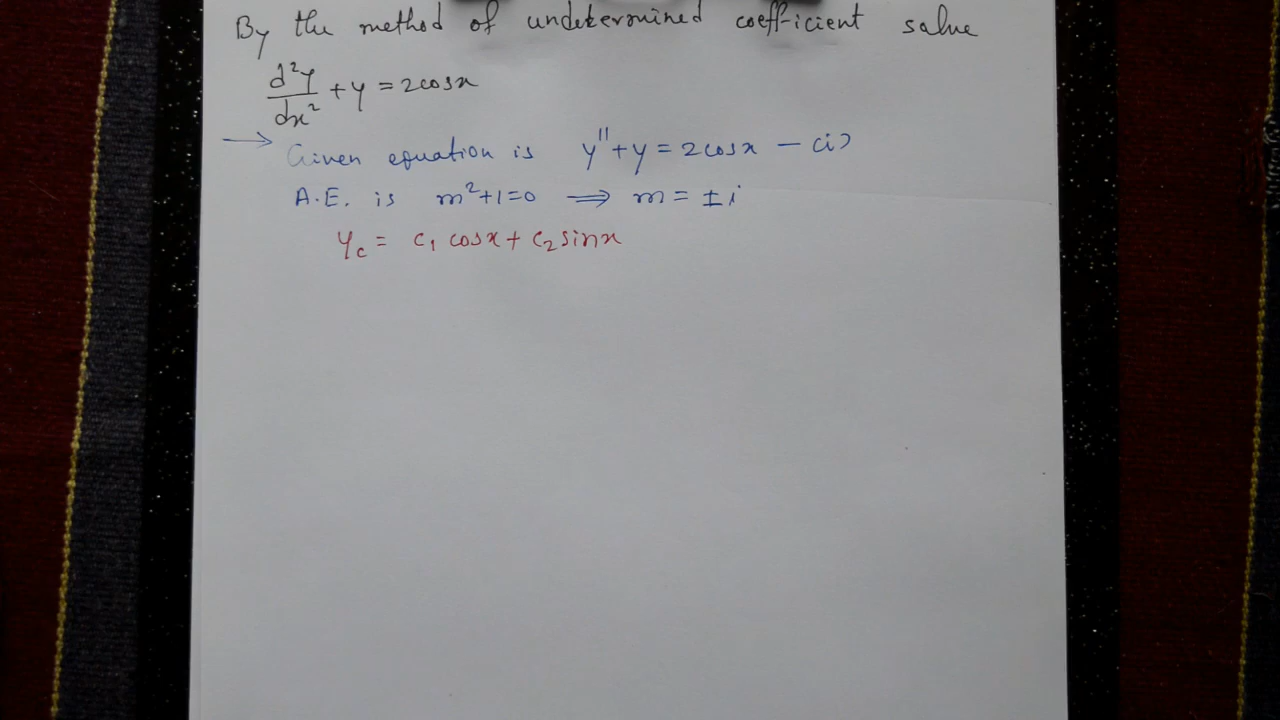 By the method of undetermined coefficient solve
d²y/dx² + y = 2cosx
→ Given equation is y'' + y = 2cosx — (i)
A.E. is m²+1=0 ⟹ m = ±i
y_c = c₁ cosx + c₂ sinx